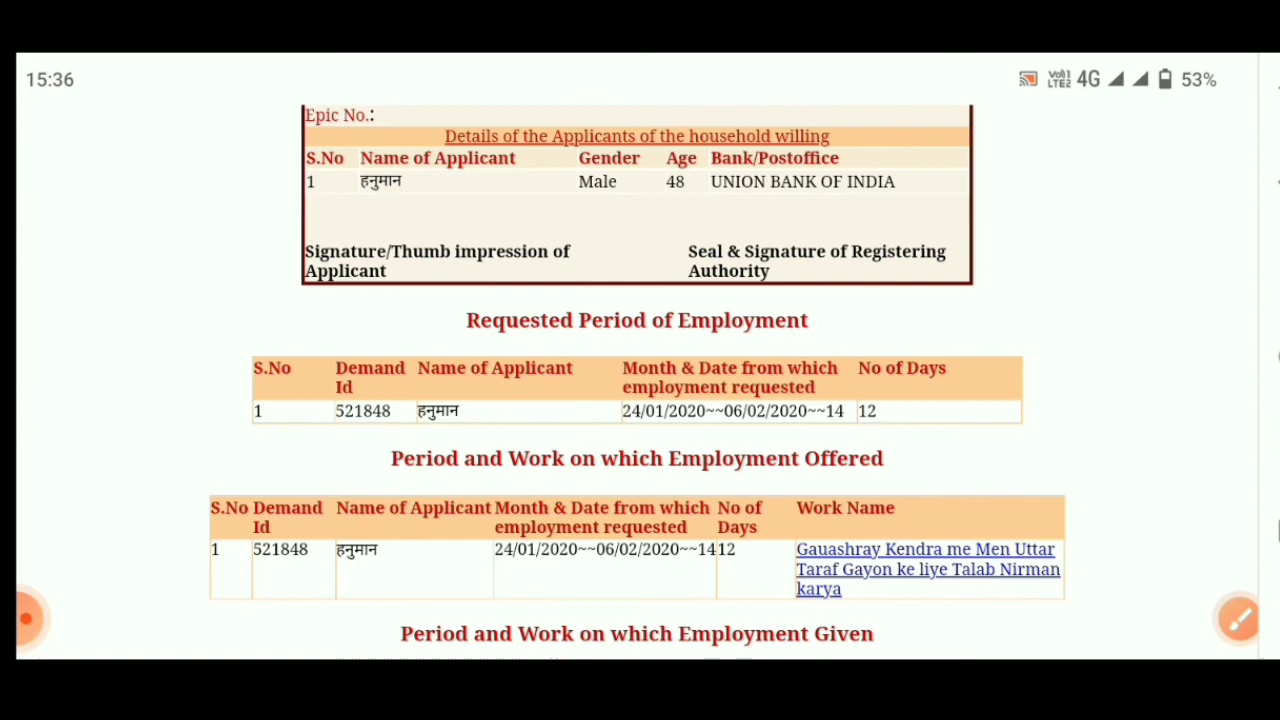 15:36 Vo)) LTE2 4G 53%
Epic No.:
Details of the Applicants of the household willing
S.No Name of Applicant Gender Age Bank/Postoffice
1 हनुमान Male 48 UNION BANK OF INDIA
Signature/Thumb impression of Seal & Signature of Registering
Applicant Authority
Requested Period of Employment
S.No Demand Name of Applicant Month & Date from which No of Days
Id employment requested
1 521848 हनुमान 24/01/2020~~06/02/2020~~14 12
Period and Work on which Employment Offered
S.No Demand Name of Applicant Month & Date from which No of Work Name
Id employment requested Days
1 521848 हनुमान 24/01/2020~~06/02/2020~~14 12 Gauashray Kendra me Men Uttar
Taraf Gayon ke liye Talab Nirman
karya
Period and Work on which Employment Given